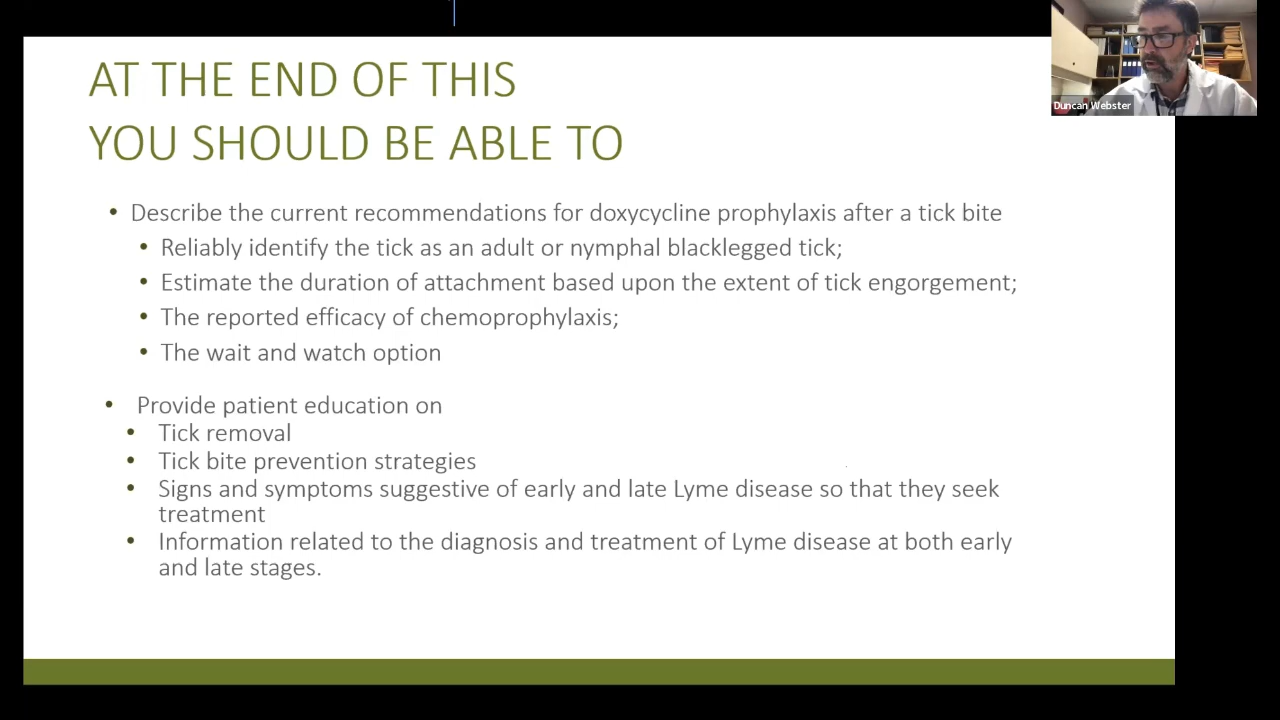 AT THE END OF THIS
YOU SHOULD BE ABLE TO
Duncan Webster
• Describe the current recommendations for doxycycline prophylaxis after a tick bite
• Reliably identify the tick as an adult or nymphal blacklegged tick;
• Estimate the duration of attachment based upon the extent of tick engorgement;
• The reported efficacy of chemoprophylaxis;
• The wait and watch option
• Provide patient education on
• Tick removal
• Tick bite prevention strategies
• Signs and symptoms suggestive of early and late Lyme disease so that they seek
treatment
• Information related to the diagnosis and treatment of Lyme disease at both early
and late stages.